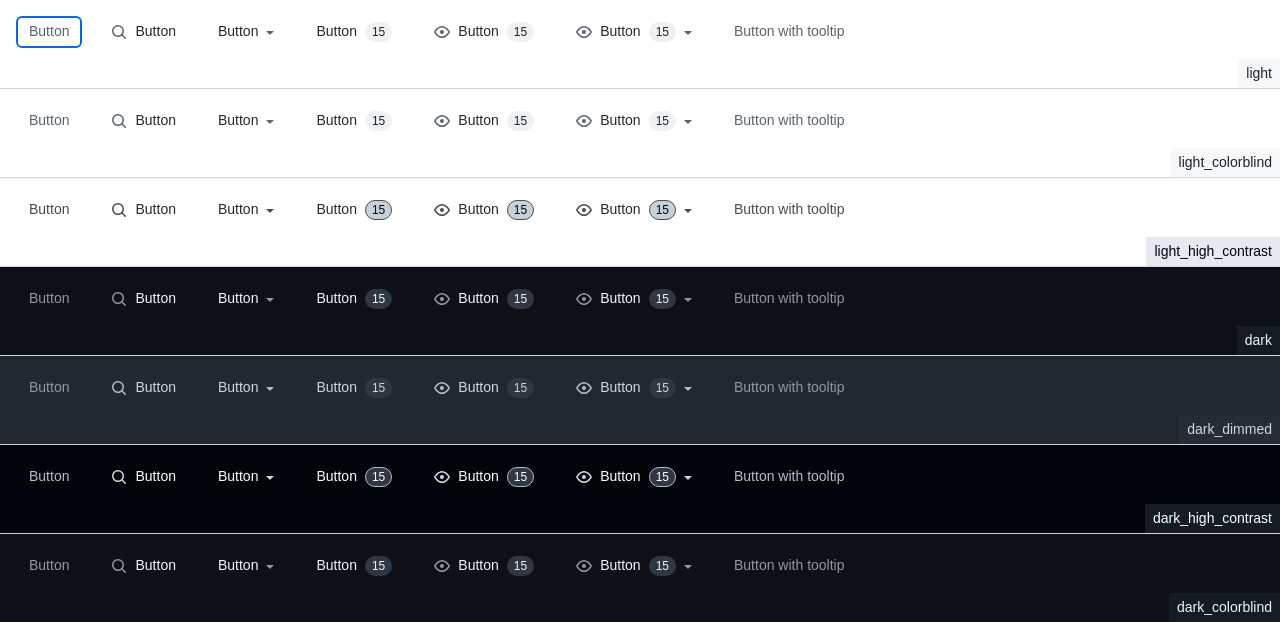 Button Button Button Button 15 Button 15 Button 15 Button with tooltip
light
Button Button Button Button 15 Button 15 Button 15 Button with tooltip
light_colorblind
Button Button Button Button 15 Button 15 Button 15 Button with tooltip
light_high_contrast
Button Button Button Button 15 Button 15 Button 15 Button with tooltip
dark
Button Button Button Button 15 Button 15 Button 15 Button with tooltip
dark_dimmed
Button Button Button Button 15 Button 15 Button 15 Button with tooltip
dark_high_contrast
Button Button Button Button 15 Button 15 Button 15 Button with tooltip
dark_colorblind